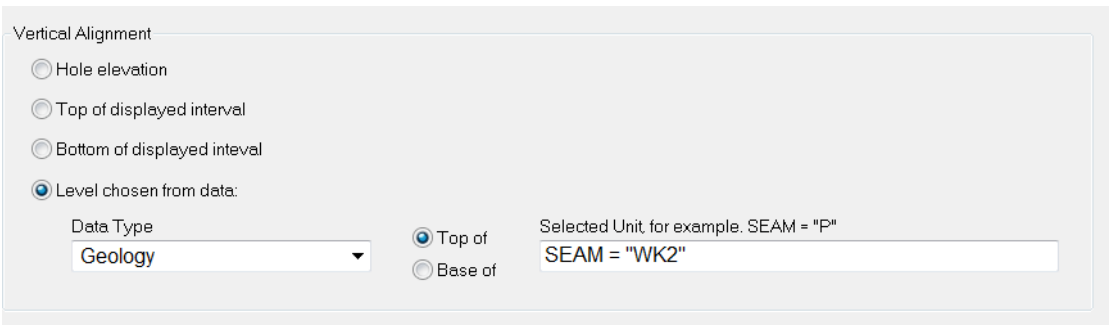 Vertical Alignment
Hole elevation
Top of displayed interval
Bottom of displayed inteval
Level chosen from data:
Data Type
Geology
Top of
Base of
Selected Unit, for example. SEAM = "P"
SEAM = "WK2"